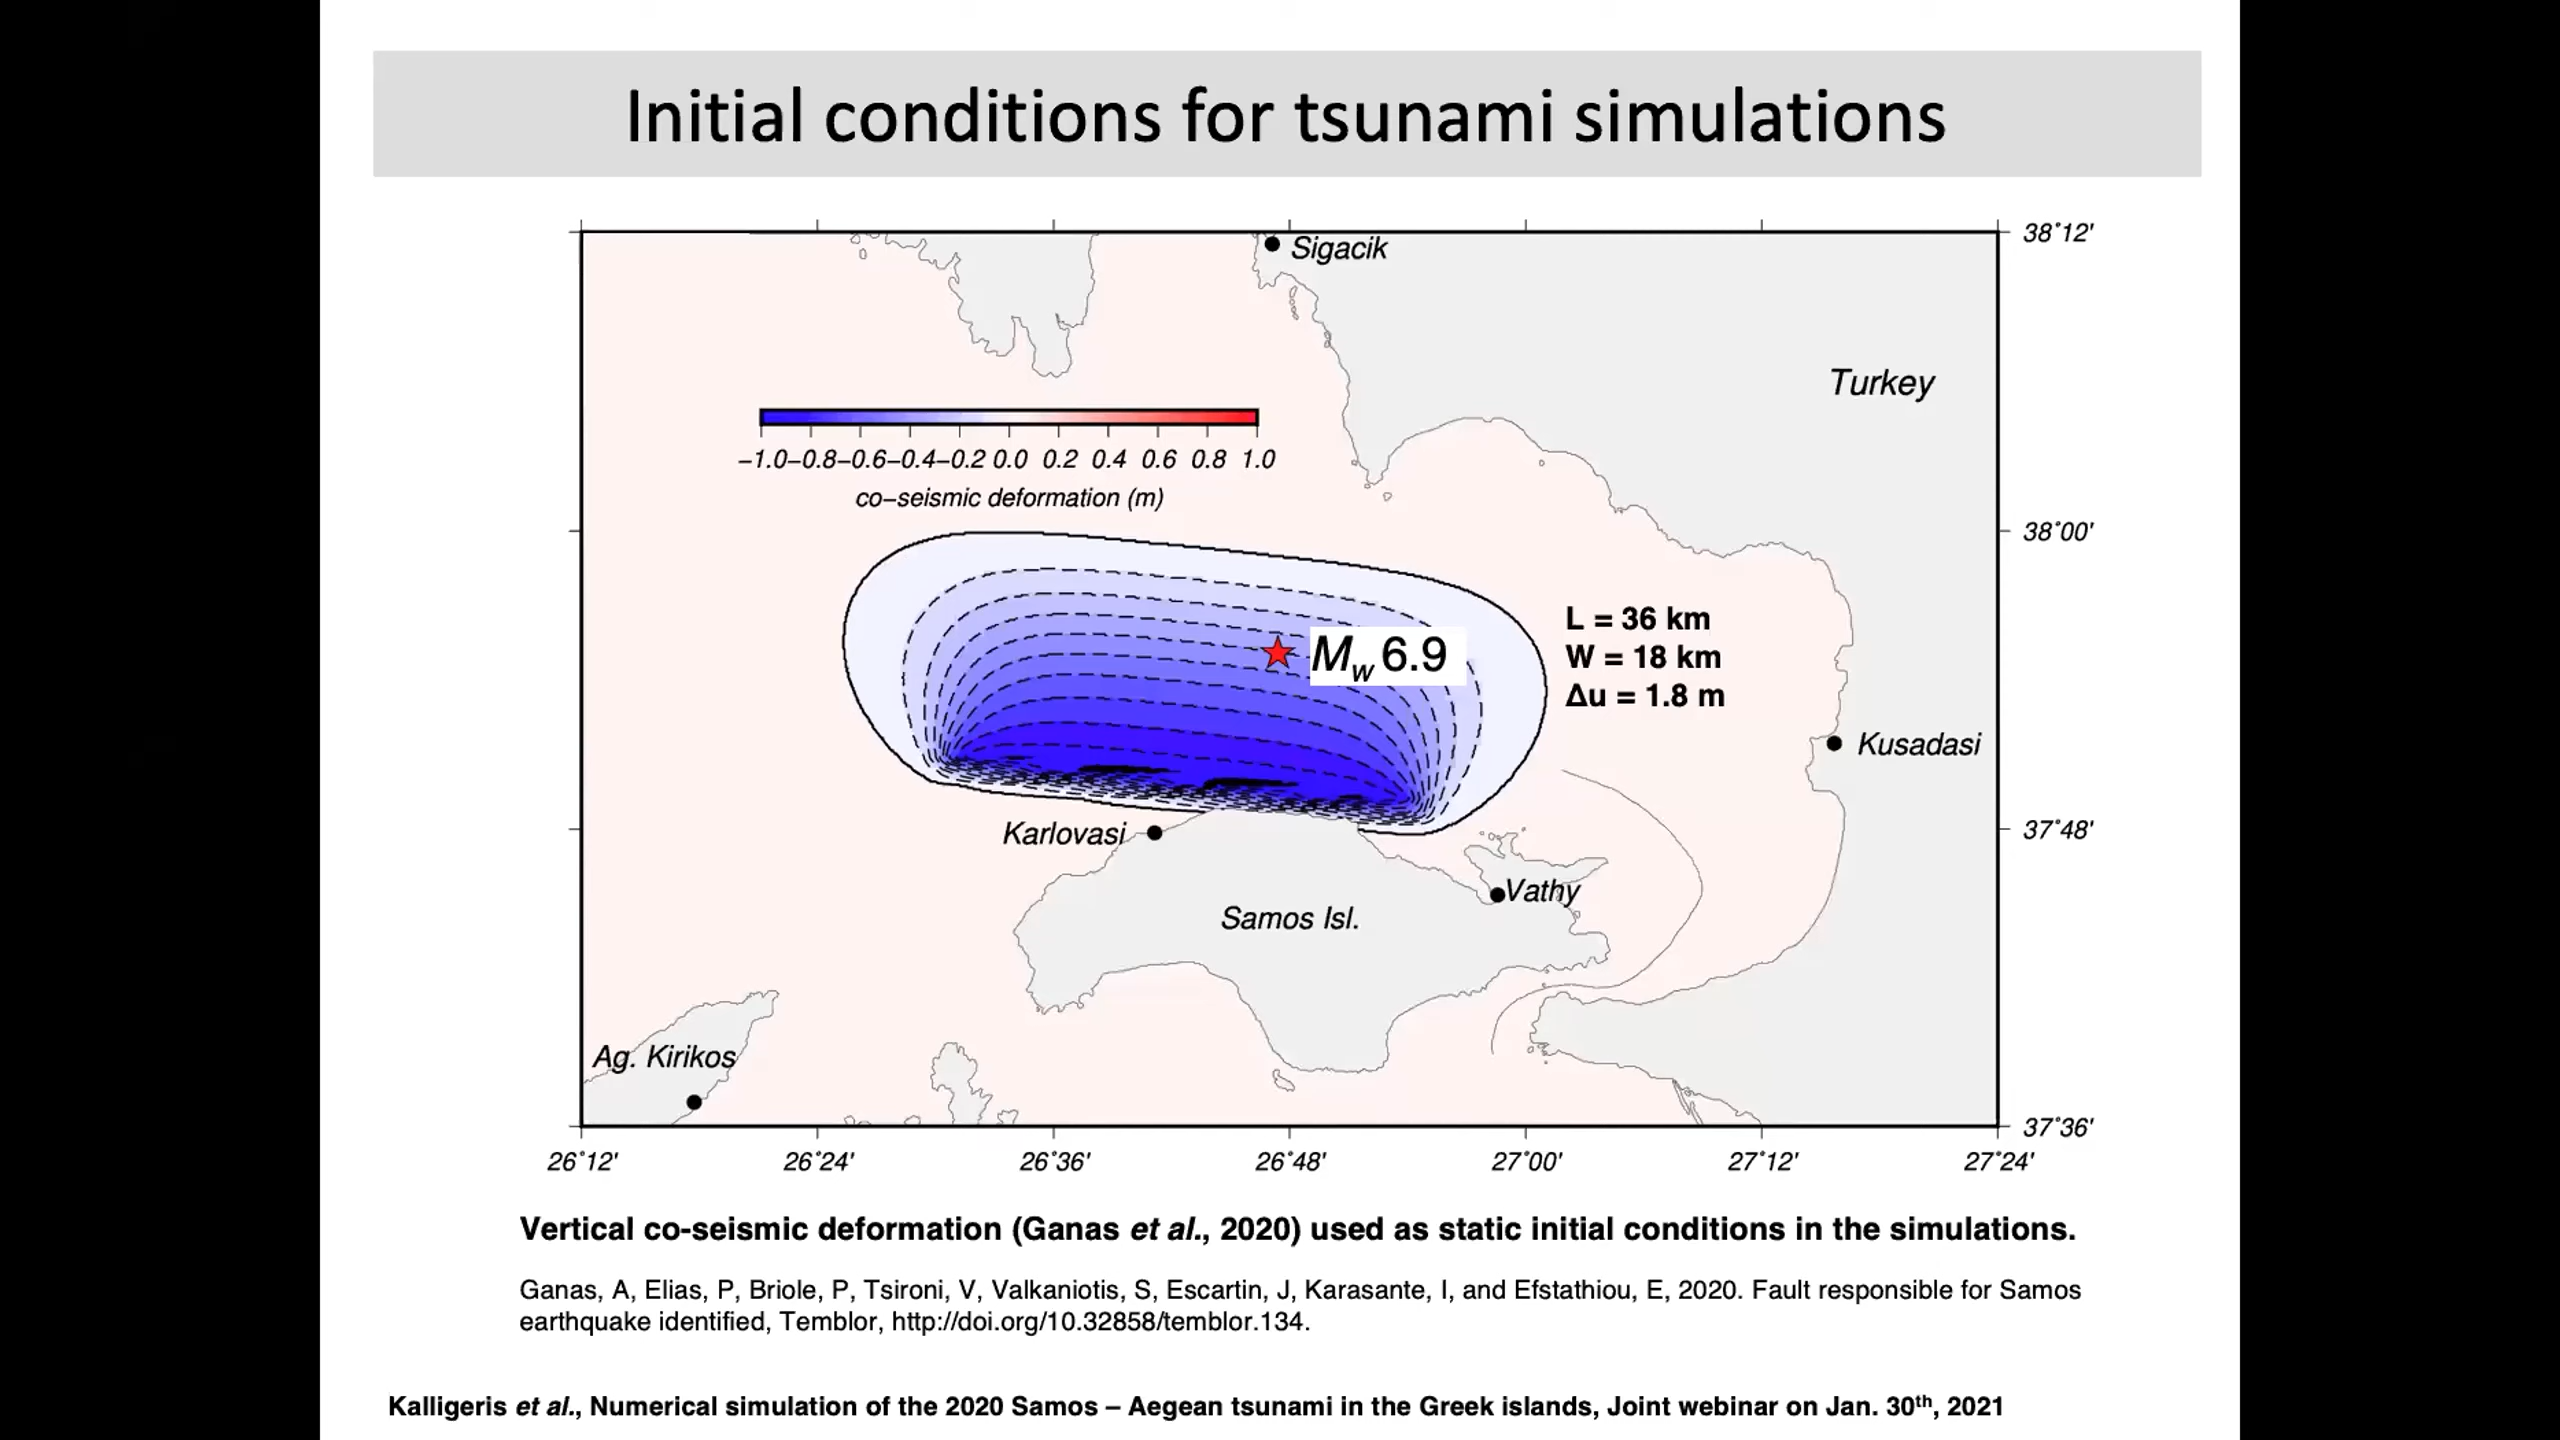 Initial conditions for tsunami simulations
Sigacik
38°12'
Turkey
−1.0−0.8−0.6−0.4−0.2 0.0 0.2 0.4 0.6 0.8 1.0
co−seismic deformation (m)
38°00'
L = 36 km
Mw 6.9
W = 18 km
Δu = 1.8 m
Kusadasi
Karlovasi
37°48'
Vathy
Samos Isl.
Ag. Kirikos
37°36'
26°12' 26°24' 26°36' 26°48' 27°00' 27°12' 27°24'
Vertical co-seismic deformation (Ganas et al., 2020) used as static initial conditions in the simulations.
Ganas, A, Elias, P, Briole, P, Tsironi, V, Valkaniotis, S, Escartin, J, Karasante, I, and Efstathiou, E, 2020. Fault responsible for Samos
earthquake identified, Temblor, http://doi.org/10.32858/temblor.134.
Kalligeris et al., Numerical simulation of the 2020 Samos – Aegean tsunami in the Greek islands, Joint webinar on Jan. 30th, 2021